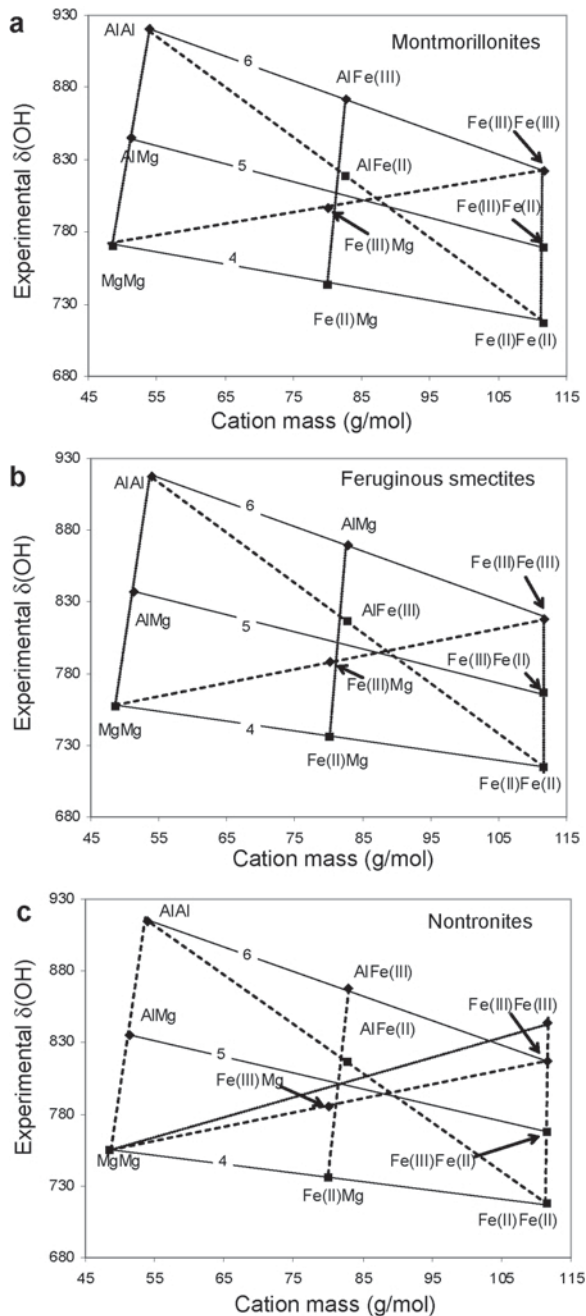 a
Montmorillonites
Experimental δ(OH)
930
880
830
780
730
680
AlAl
6
AlFe(III)
Fe(III)Fe(III)
AlMg
5
AlFe(II)
Fe(III)Fe(II)
Fe(III)Mg
MgMg
4
Fe(II)Mg
Fe(II)Fe(II)
45 55 65 75 85 95 105 115
Cation mass (g/mol)
b
Feruginous smectites
Experimental δ(OH)
930
880
830
780
730
680
AlAl
6
AlMg
Fe(III)Fe(III)
AlMg
5
AlFe(III)
Fe(III)Fe(II)
Fe(III)Mg
MgMg
4
Fe(II)Mg
Fe(II)Fe(II)
45 55 65 75 85 95 105 115
Cation mass (g/mol)
c
Nontronites
Experimental δ(OH)
930
880
830
780
730
680
AlAl
6
AlFe(III)
Fe(III)Fe(III)
AlMg
5
AlFe(II)
Fe(III)Mg
Fe(III)Fe(II)
MgMg
4
Fe(II)Mg
Fe(II)Fe(II)
45 55 65 75 85 95 105 115
Cation mass (g/mol)